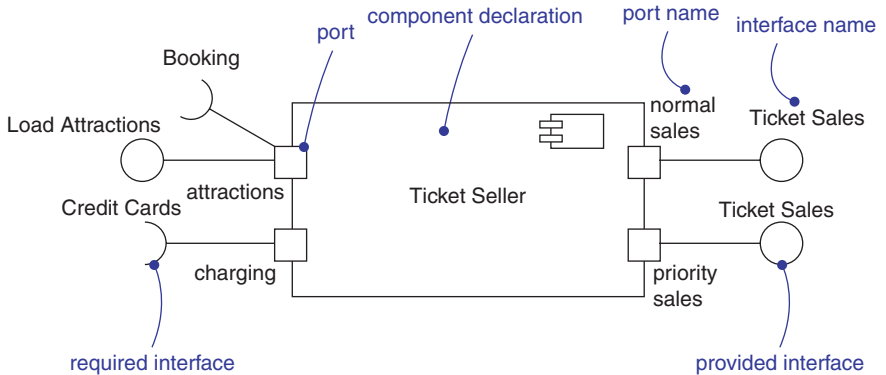 component declaration
port name
port
interface name
Booking
normal
sales
Load Attractions
Ticket Sales
attractions
Ticket Seller
Credit Cards
Ticket Sales
charging
priority
sales
required interface
provided interface